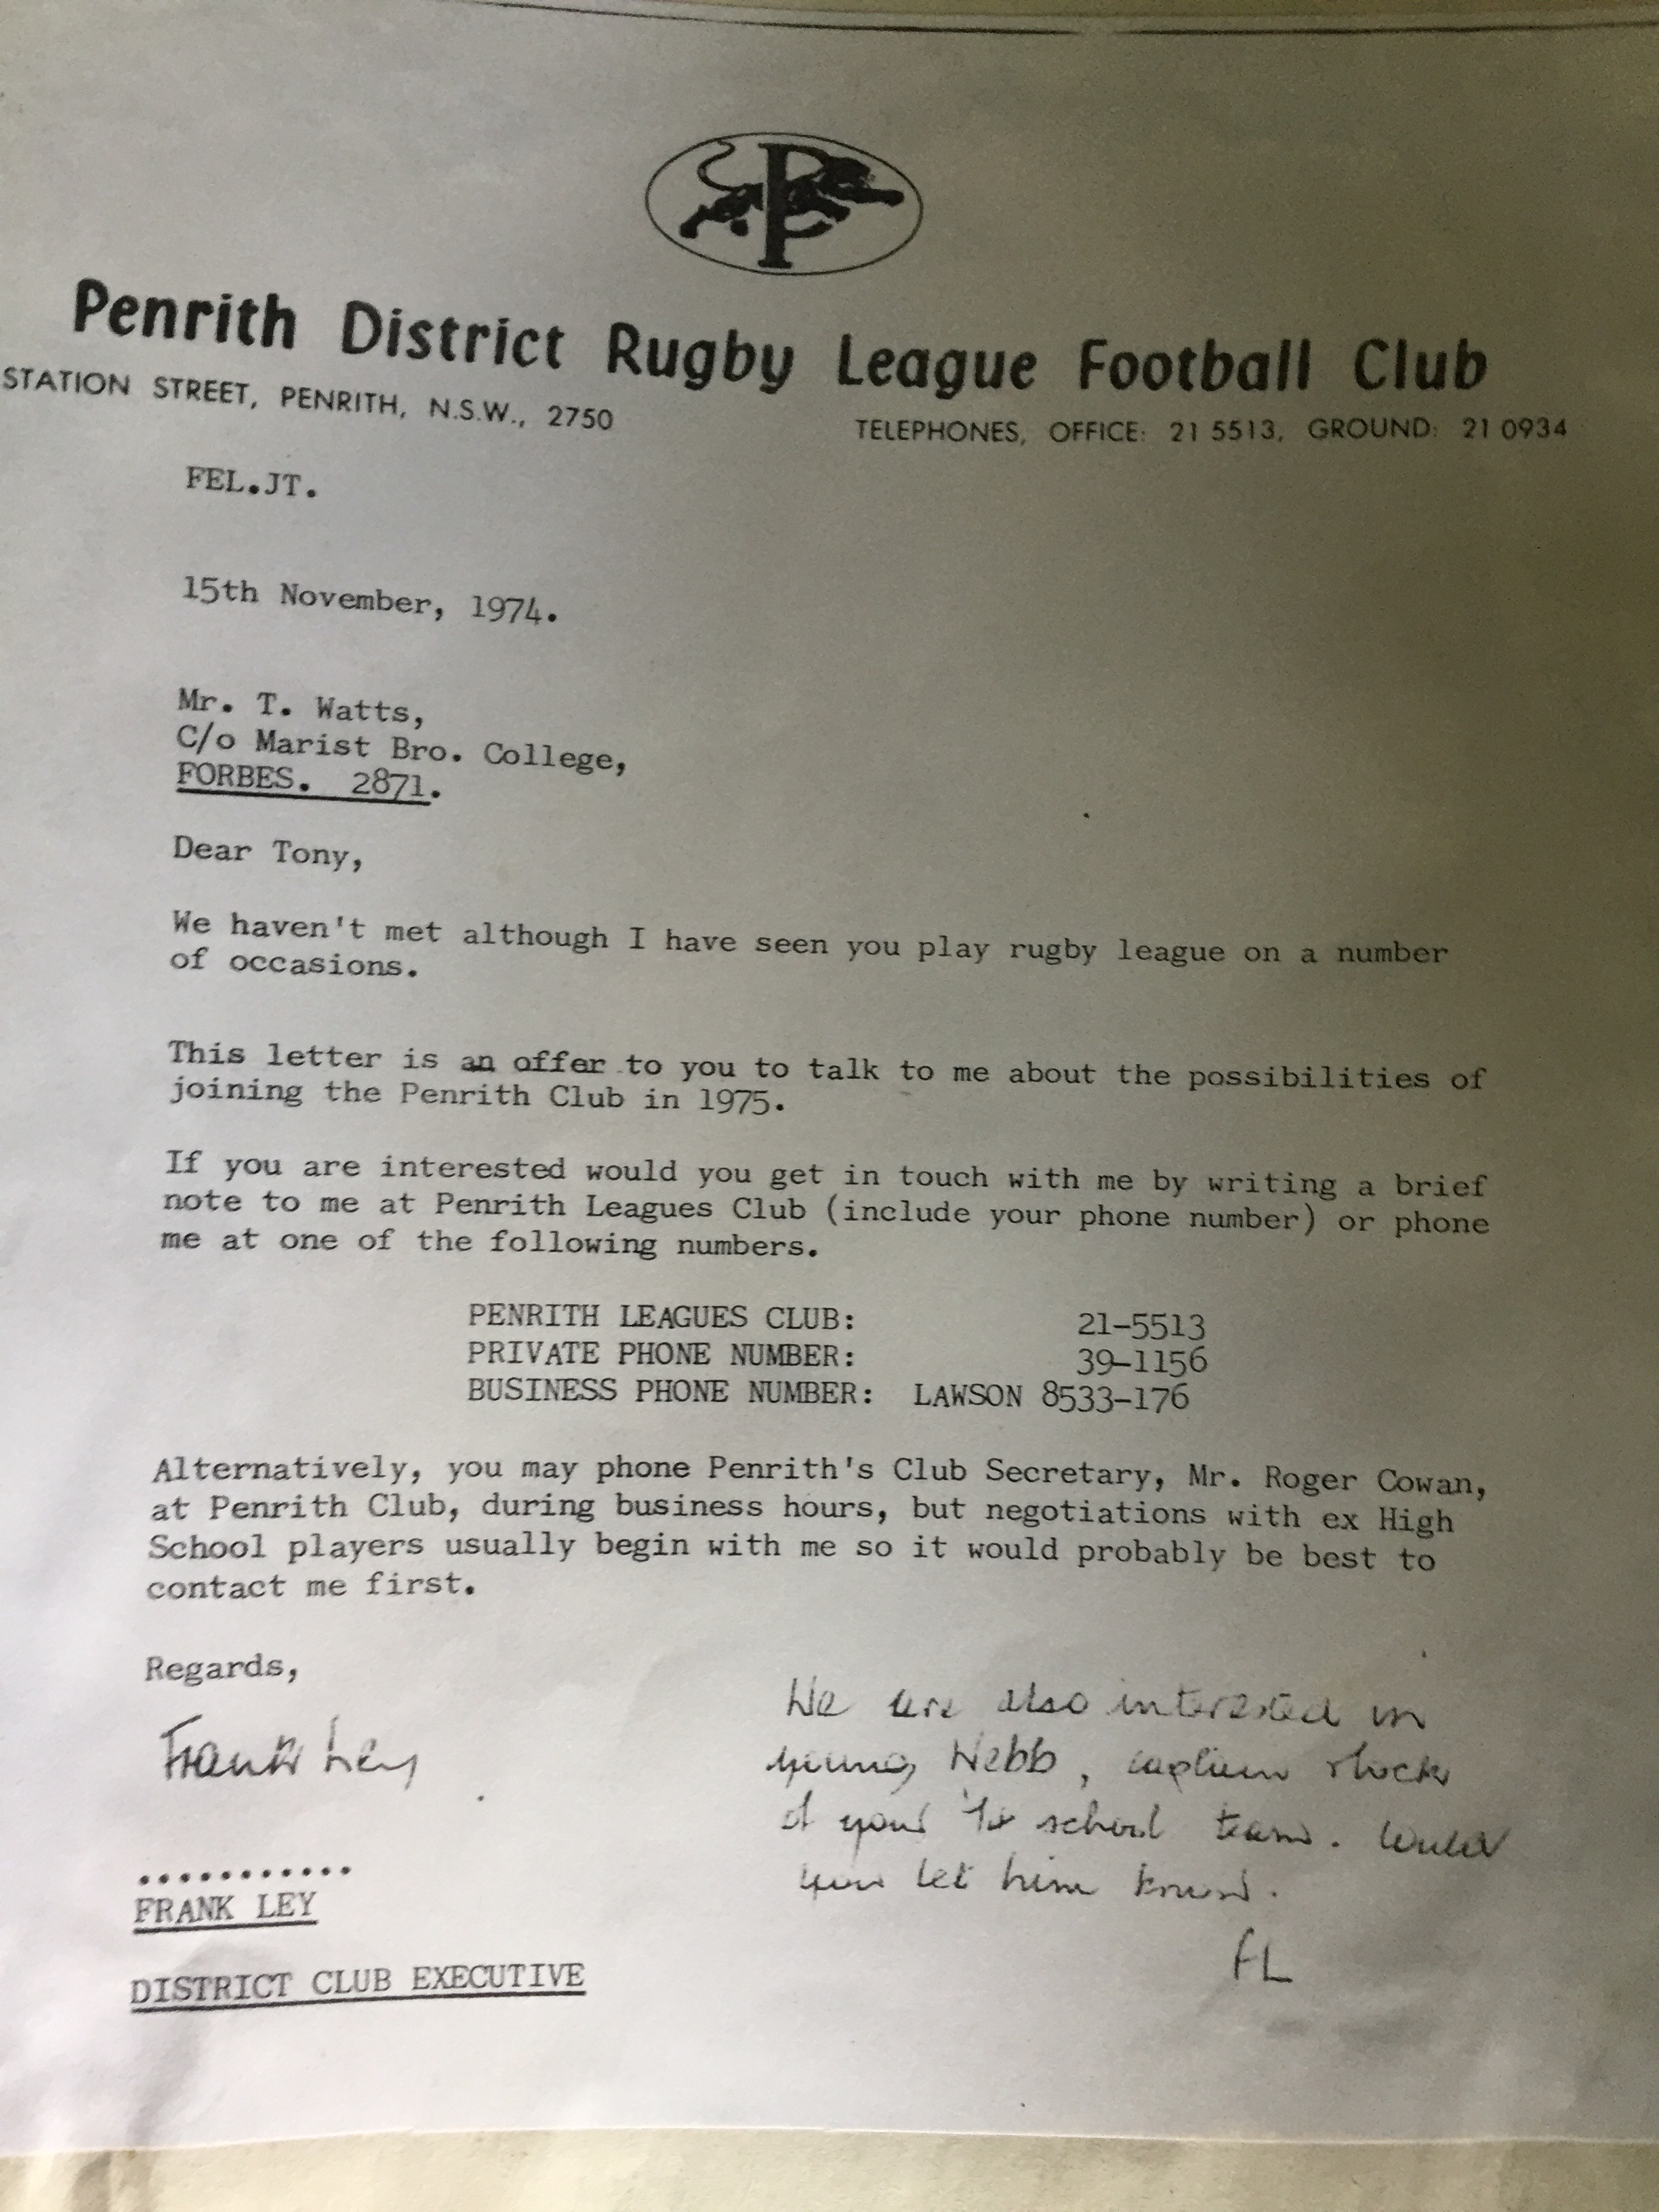 P
Penrith District Rugby League Football Club
STATION STREET, PENRITH, N.S.W., 2750
TELEPHONES, OFFICE: 21 5513, GROUND: 21 0934
FEL.JT.
15th November, 1974.
Mr. T. Watts,
C/o Marist Bro. College,
FORBES. 2871.
Dear Tony,
We haven't met although I have seen you play rugby league on a number
of occasions.
This letter is an offer to you to talk to me about the possibilities of
joining the Penrith Club in 1975.
If you are interested would you get in touch with me by writing a brief
note to me at Penrith Leagues Club (include your phone number) or phone
me at one of the following numbers.
PENRITH LEAGUES CLUB: 21-5513
PRIVATE PHONE NUMBER: 39-1156
BUSINESS PHONE NUMBER: LAWSON 8533-176
Alternatively, you may phone Penrith's Club Secretary, Mr. Roger Cowan,
at Penrith Club, during business hours, but negotiations with ex High
School players usually begin with me so it would probably be best to
contact me first.
Regards,
Frank Ley
...........
FRANK LEY
DISTRICT CLUB EXECUTIVE
We are also interested in
young Webb, captain
of your school team. Would
you let him know.
FL